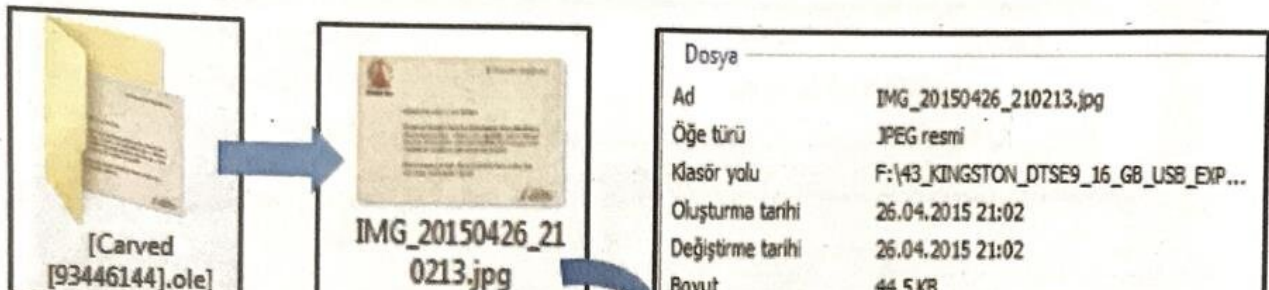 [Carved
[93446144].ole]
IMG_20150426_21
0213.jpg
Dosya
Ad IMG_20150426_210213.jpg
Öğe türü JPEG resmi
Klasör yolu F:\43_KINGSTON_DTSE9_16_GB_USB_EXP...
Oluşturma tarihi 26.04.2015 21:02
Değiştirme tarihi 26.04.2015 21:02
Boyut 44,5 KB